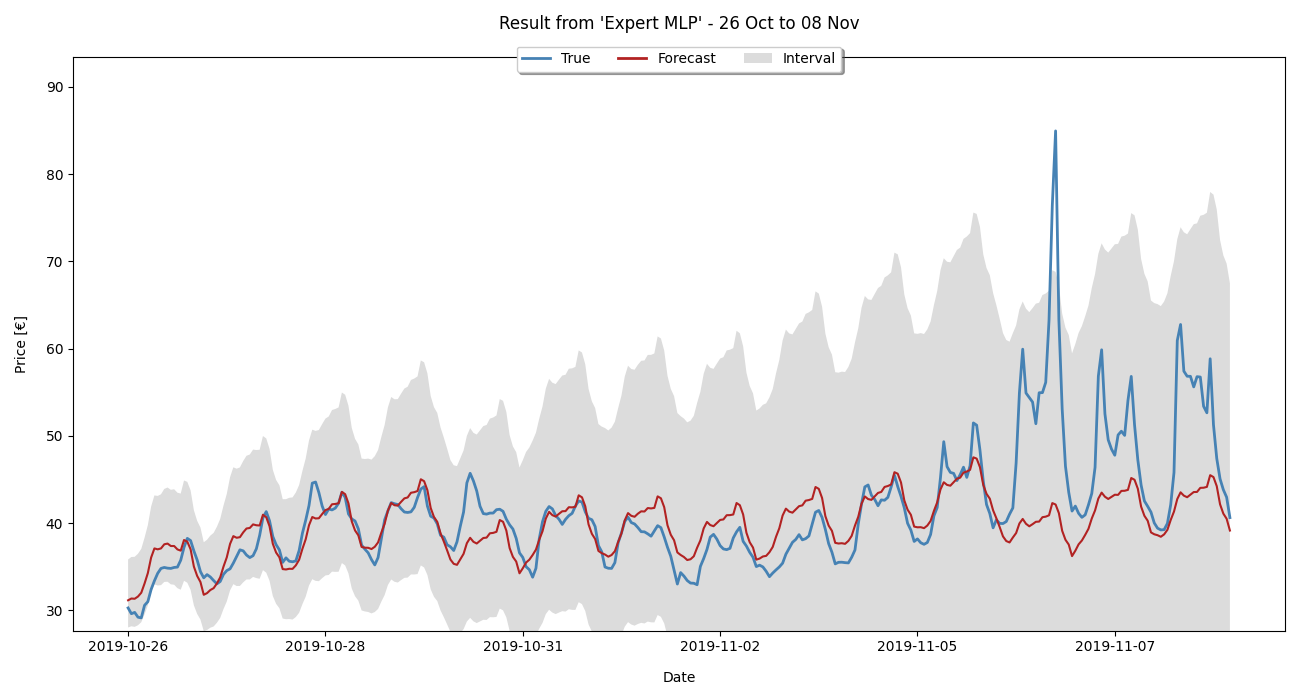 Result from 'Expert MLP' - 26 Oct to 08 Nov
True Forecast Interval
90
80
70
60
50
40
30
Price [€]
2019-10-26 2019-10-28 2019-10-31 2019-11-02 2019-11-05 2019-11-07
Date